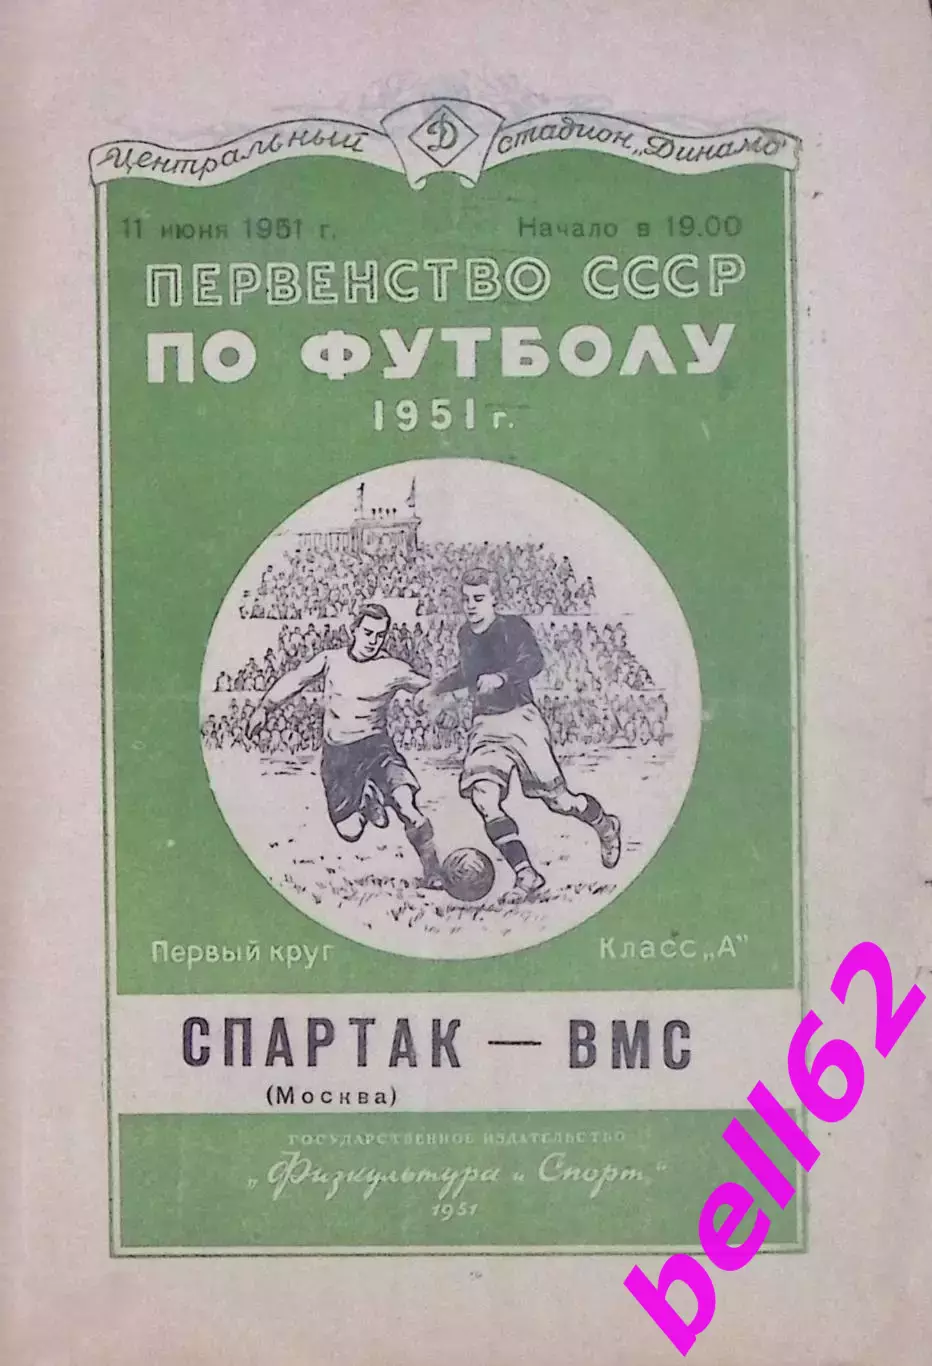 Центральный Д стадион „Динамо"
11 июня 1951 г. Начало в 19.00
ПЕРВЕНСТВО СССР
ПО ФУТБОЛУ
1951 г.
Первый круг Класс „А"
СПАРТАК — ВМС
(Москва)
ГОСУДАРСТВЕННОЕ ИЗДАТЕЛЬСТВО
„Физкультура и Спорт"
1951
bell62